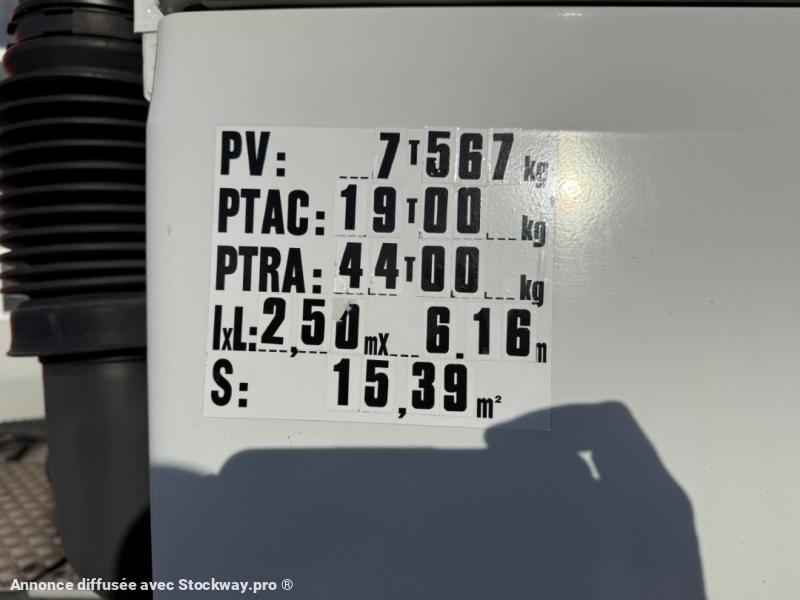 PV: 7T567 kg
PTAC: 19T00 kg
PTRA: 44T00 kg
lxL: 2,50 mx 6.16 m
S: 15,39 m²
Annonce diffusée avec Stockway.pro ®